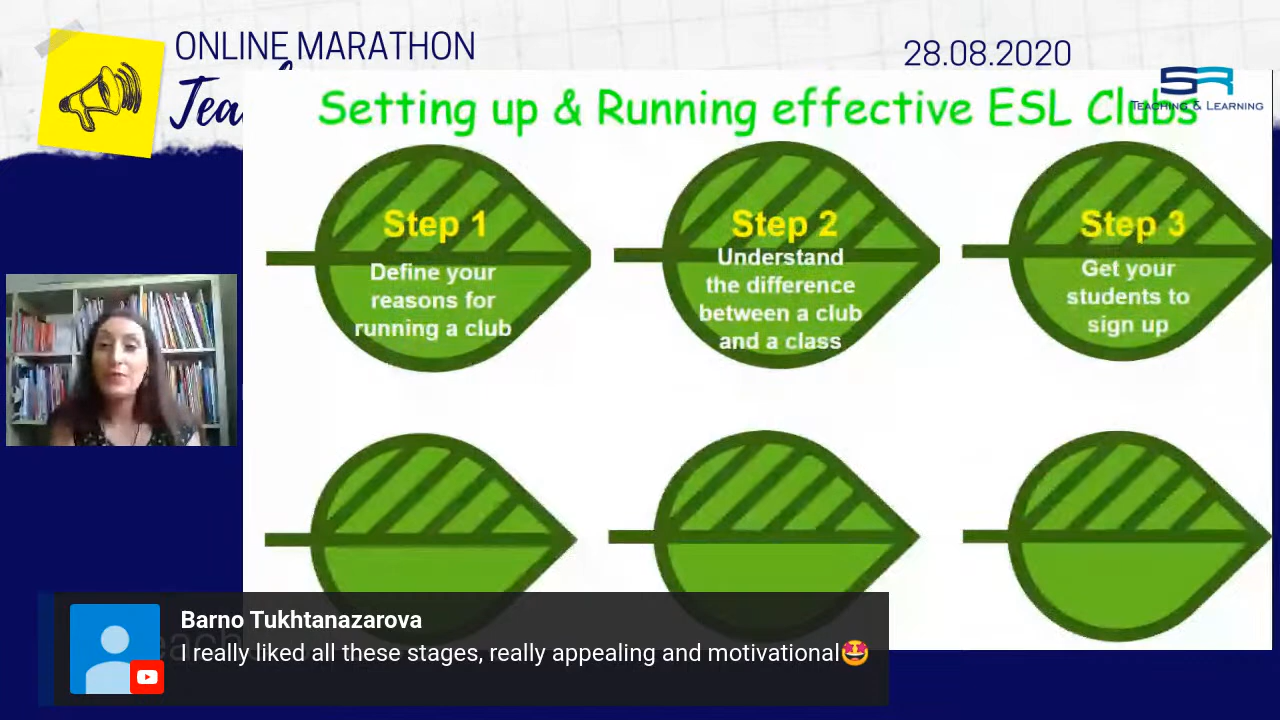 ONLINE MARATHON
28.08.2020
Tea
SR
TEACHING & LEARNING
Setting up & Running effective ESL Clubs
Step 1
Define your
reasons for
running a club
Step 2
Understand
the difference
between a club
and a class
Step 3
Get your
students to
sign up
Barno Tukhtanazarova
I really liked all these stages, really appealing and motivational🤩